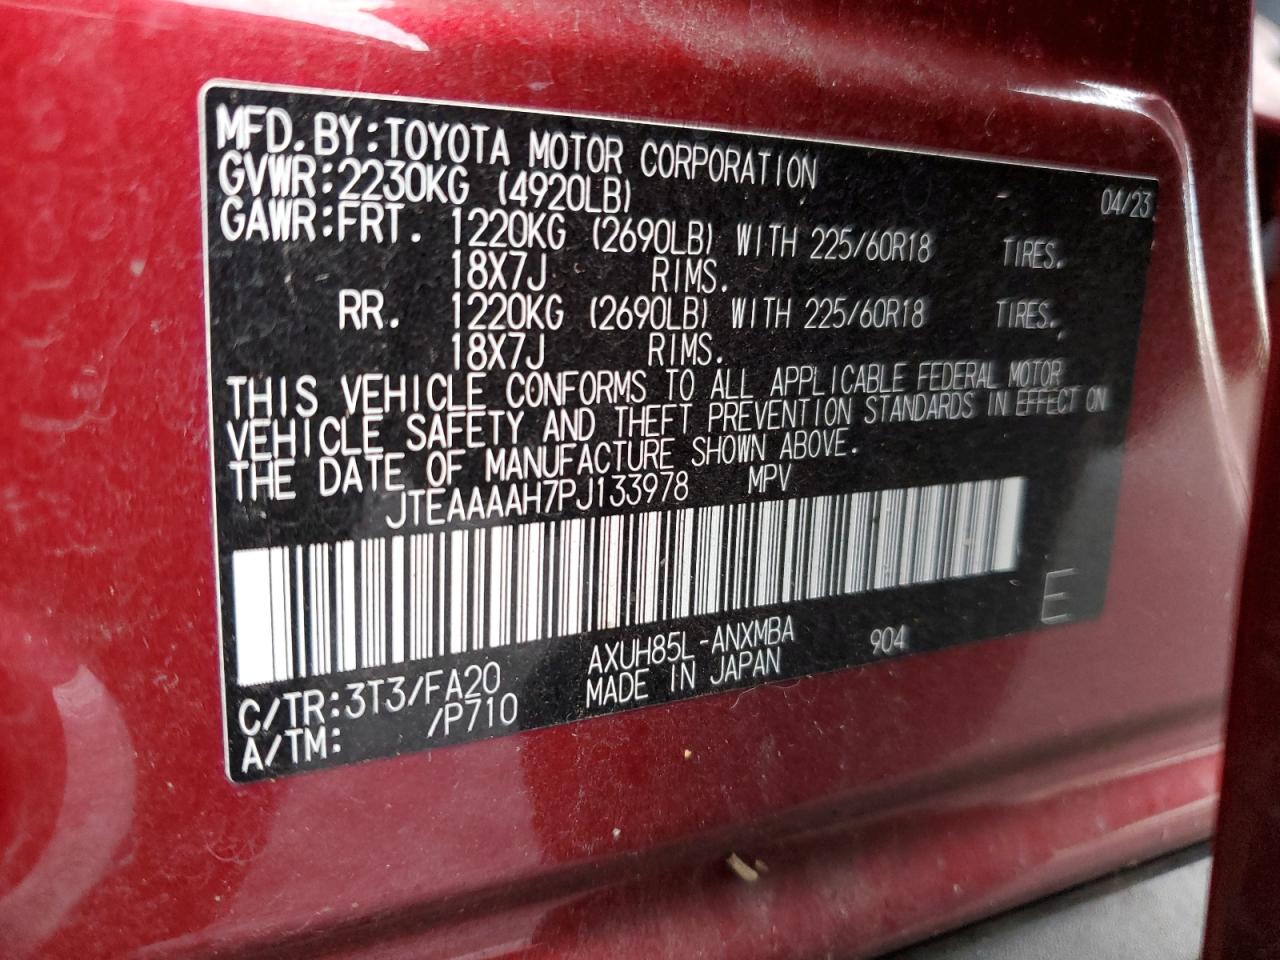 MFD.BY:TOYOTA MOTOR CORPORATION 04/23
GVWR:2230KG (4920LB)
GAWR:FRT. 1220KG (2690LB) WITH 225/60R18 TIRES.
18X7J RIMS.
RR. 1220KG (2690LB) WITH 225/60R18 TIRES.
18X7J RIMS.
THIS VEHICLE CONFORMS TO ALL APPLICABLE FEDERAL MOTOR
VEHICLE SAFETY AND THEFT PREVENTION STANDARDS IN EFFECT ON
THE DATE OF MANUFACTURE SHOWN ABOVE.
JTEAAAAH7PJ133978 MPV
E
C/TR:3T3/FA20 AXUH85L-ANXMBA 904
A/TM: /P710 MADE IN JAPAN